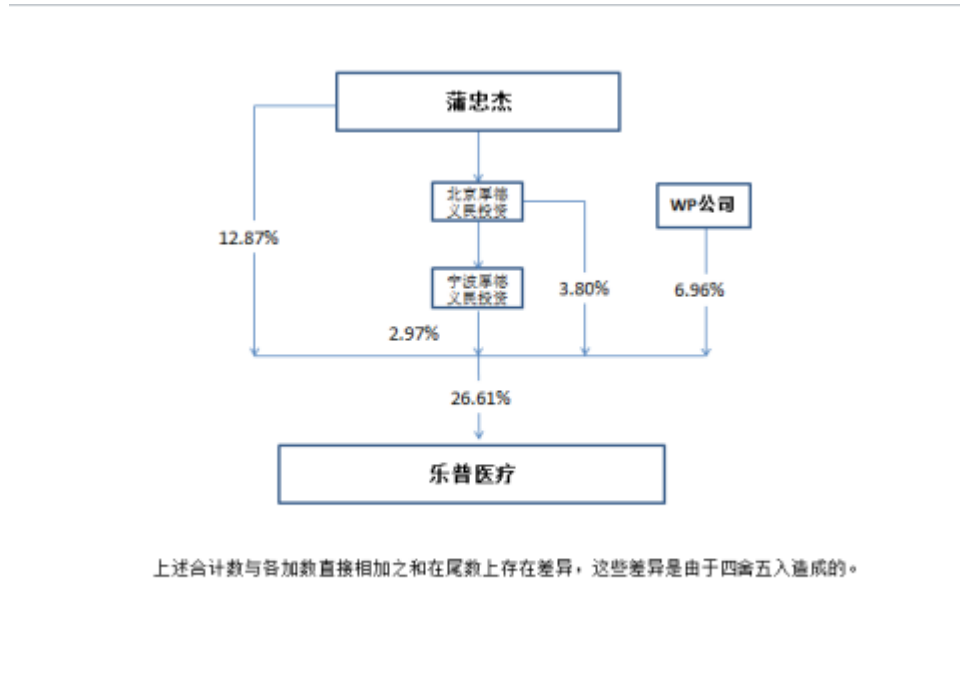 蒲忠杰
北京厚德
义民投资
WP公司
12.87%
宁波厚德
义民投资
3.80%
6.96%
2.97%
26.61%
乐普医疗
上述合计数与各加数直接相加之和在尾数上存在差异，这些差异是由于四舍五入造成的。